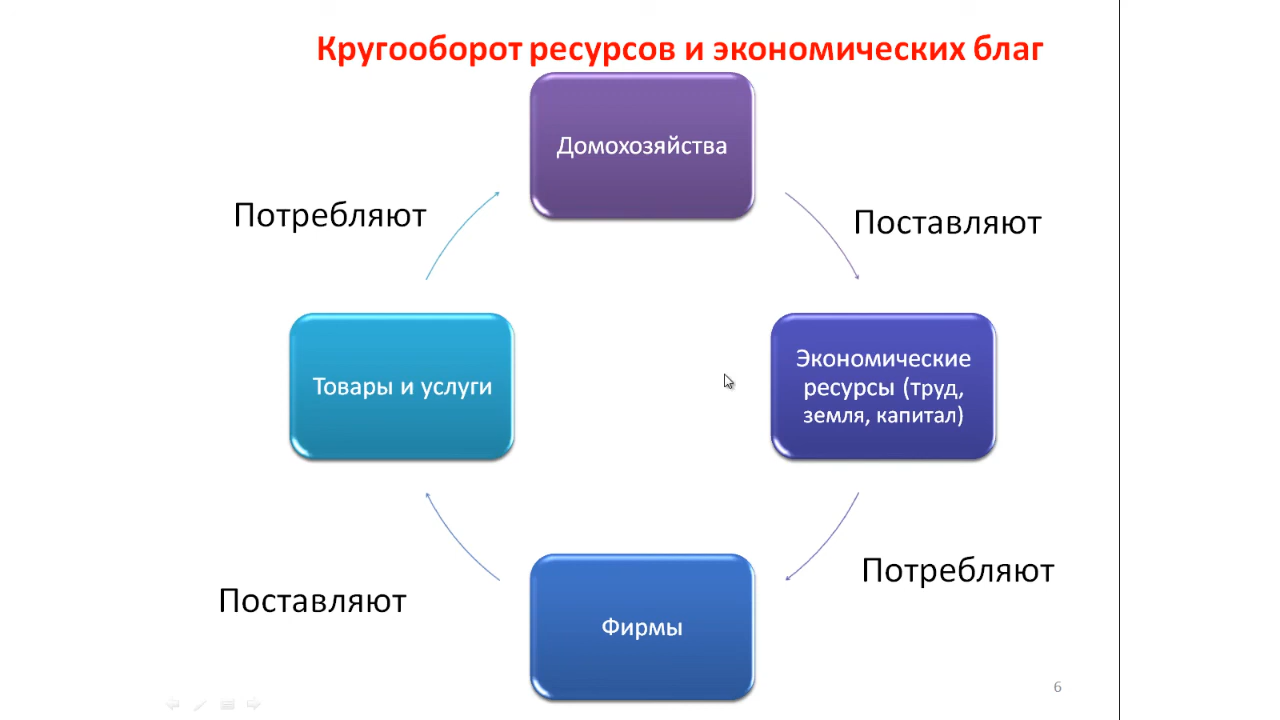 Кругооборот ресурсов и экономических благ
Домохозяйства
Потребляют
Поставляют
Товары и услуги
Экономические
ресурсы (труд,
земля, капитал)
Потребляют
Поставляют
Фирмы
6